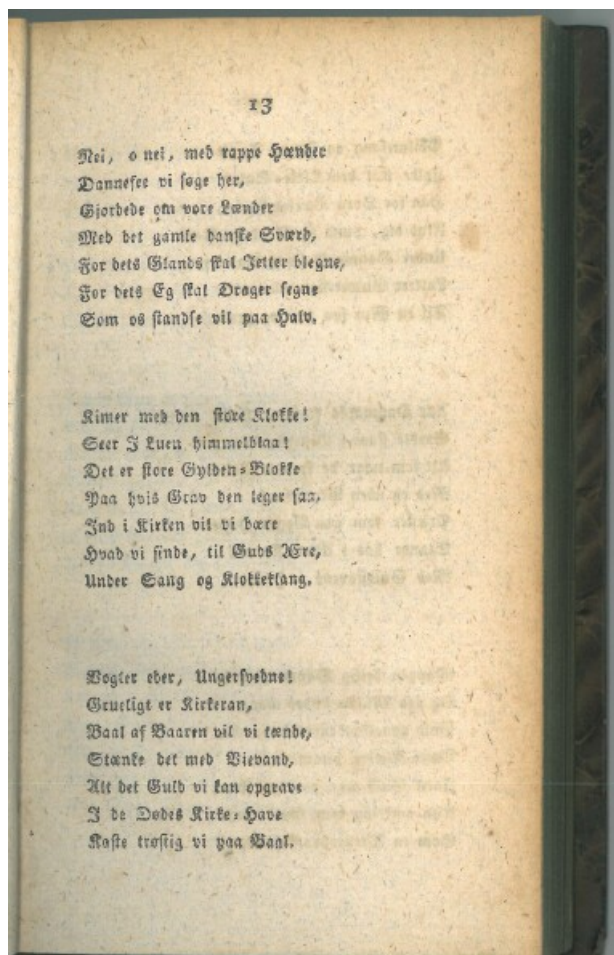 13
Nei, o nei, med rappe Hænder
Dannefee vi søge her,
Gjordede om vore Lænder
Med det gamle danske Sværd,
For dets Glands skal Jetter blegne,
For dets Eg skal Drager segne
Som os standse vil paa Halv.
Kimer med den store Klokke!
Seer I Luen himmelblaa!
Det er store Gylden-Blokke
Paa hvis Grav den leger saa,
Ind i Kirken vil vi bære
Hvad vi finde, til Guds Ære,
Under Sang og Klokkeklang.
Vogter eder, Ungersvedne!
Grueligt er Kirkeran,
Baal af Baaren vil vi tænde,
Stænke det med Vievand,
Alt det Guld vi kan opgrave
I de Dødes Kirke-Have
Kaste trøstig vi paa Baal.